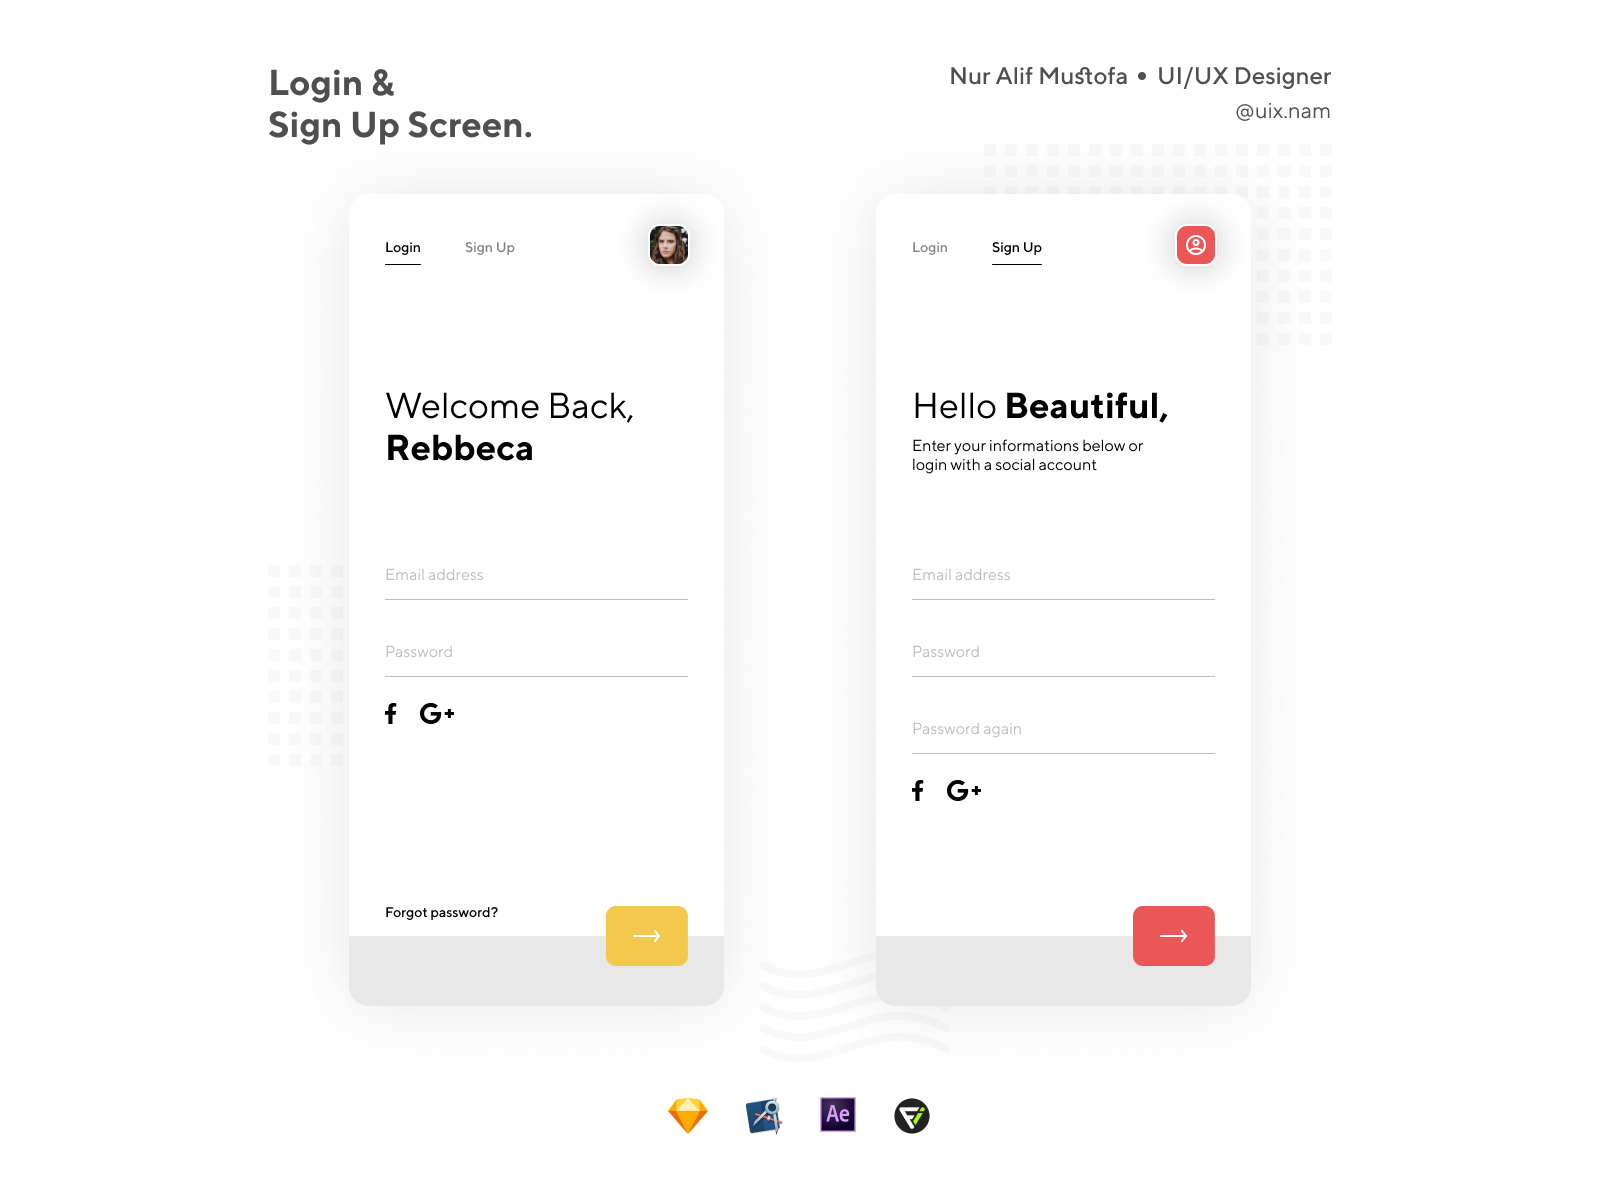 Login &
Sign Up Screen.
Nur Alif Mustofa • UI/UX Designer
@uix.nam
Login Sign Up
Welcome Back,
Rebbeca
Email address
Password
f G+
Forgot password?
Login Sign Up
Hello Beautiful,
Enter your informations below or
login with a social account
Email address
Password
Password again
f G+
Ae